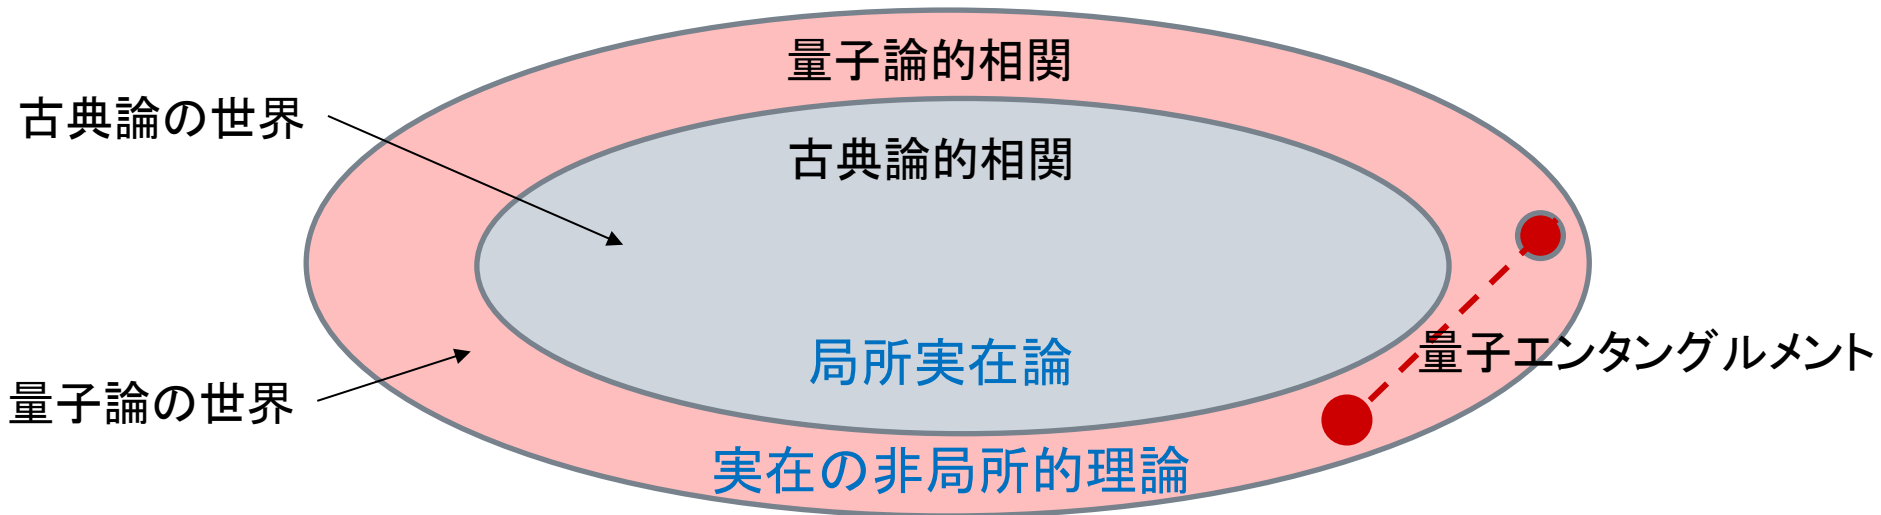 量子論的相関
古典論の世界
古典論的相関
局所実在論
量子エンタングルメント
量子論の世界
実在の非局所的理論